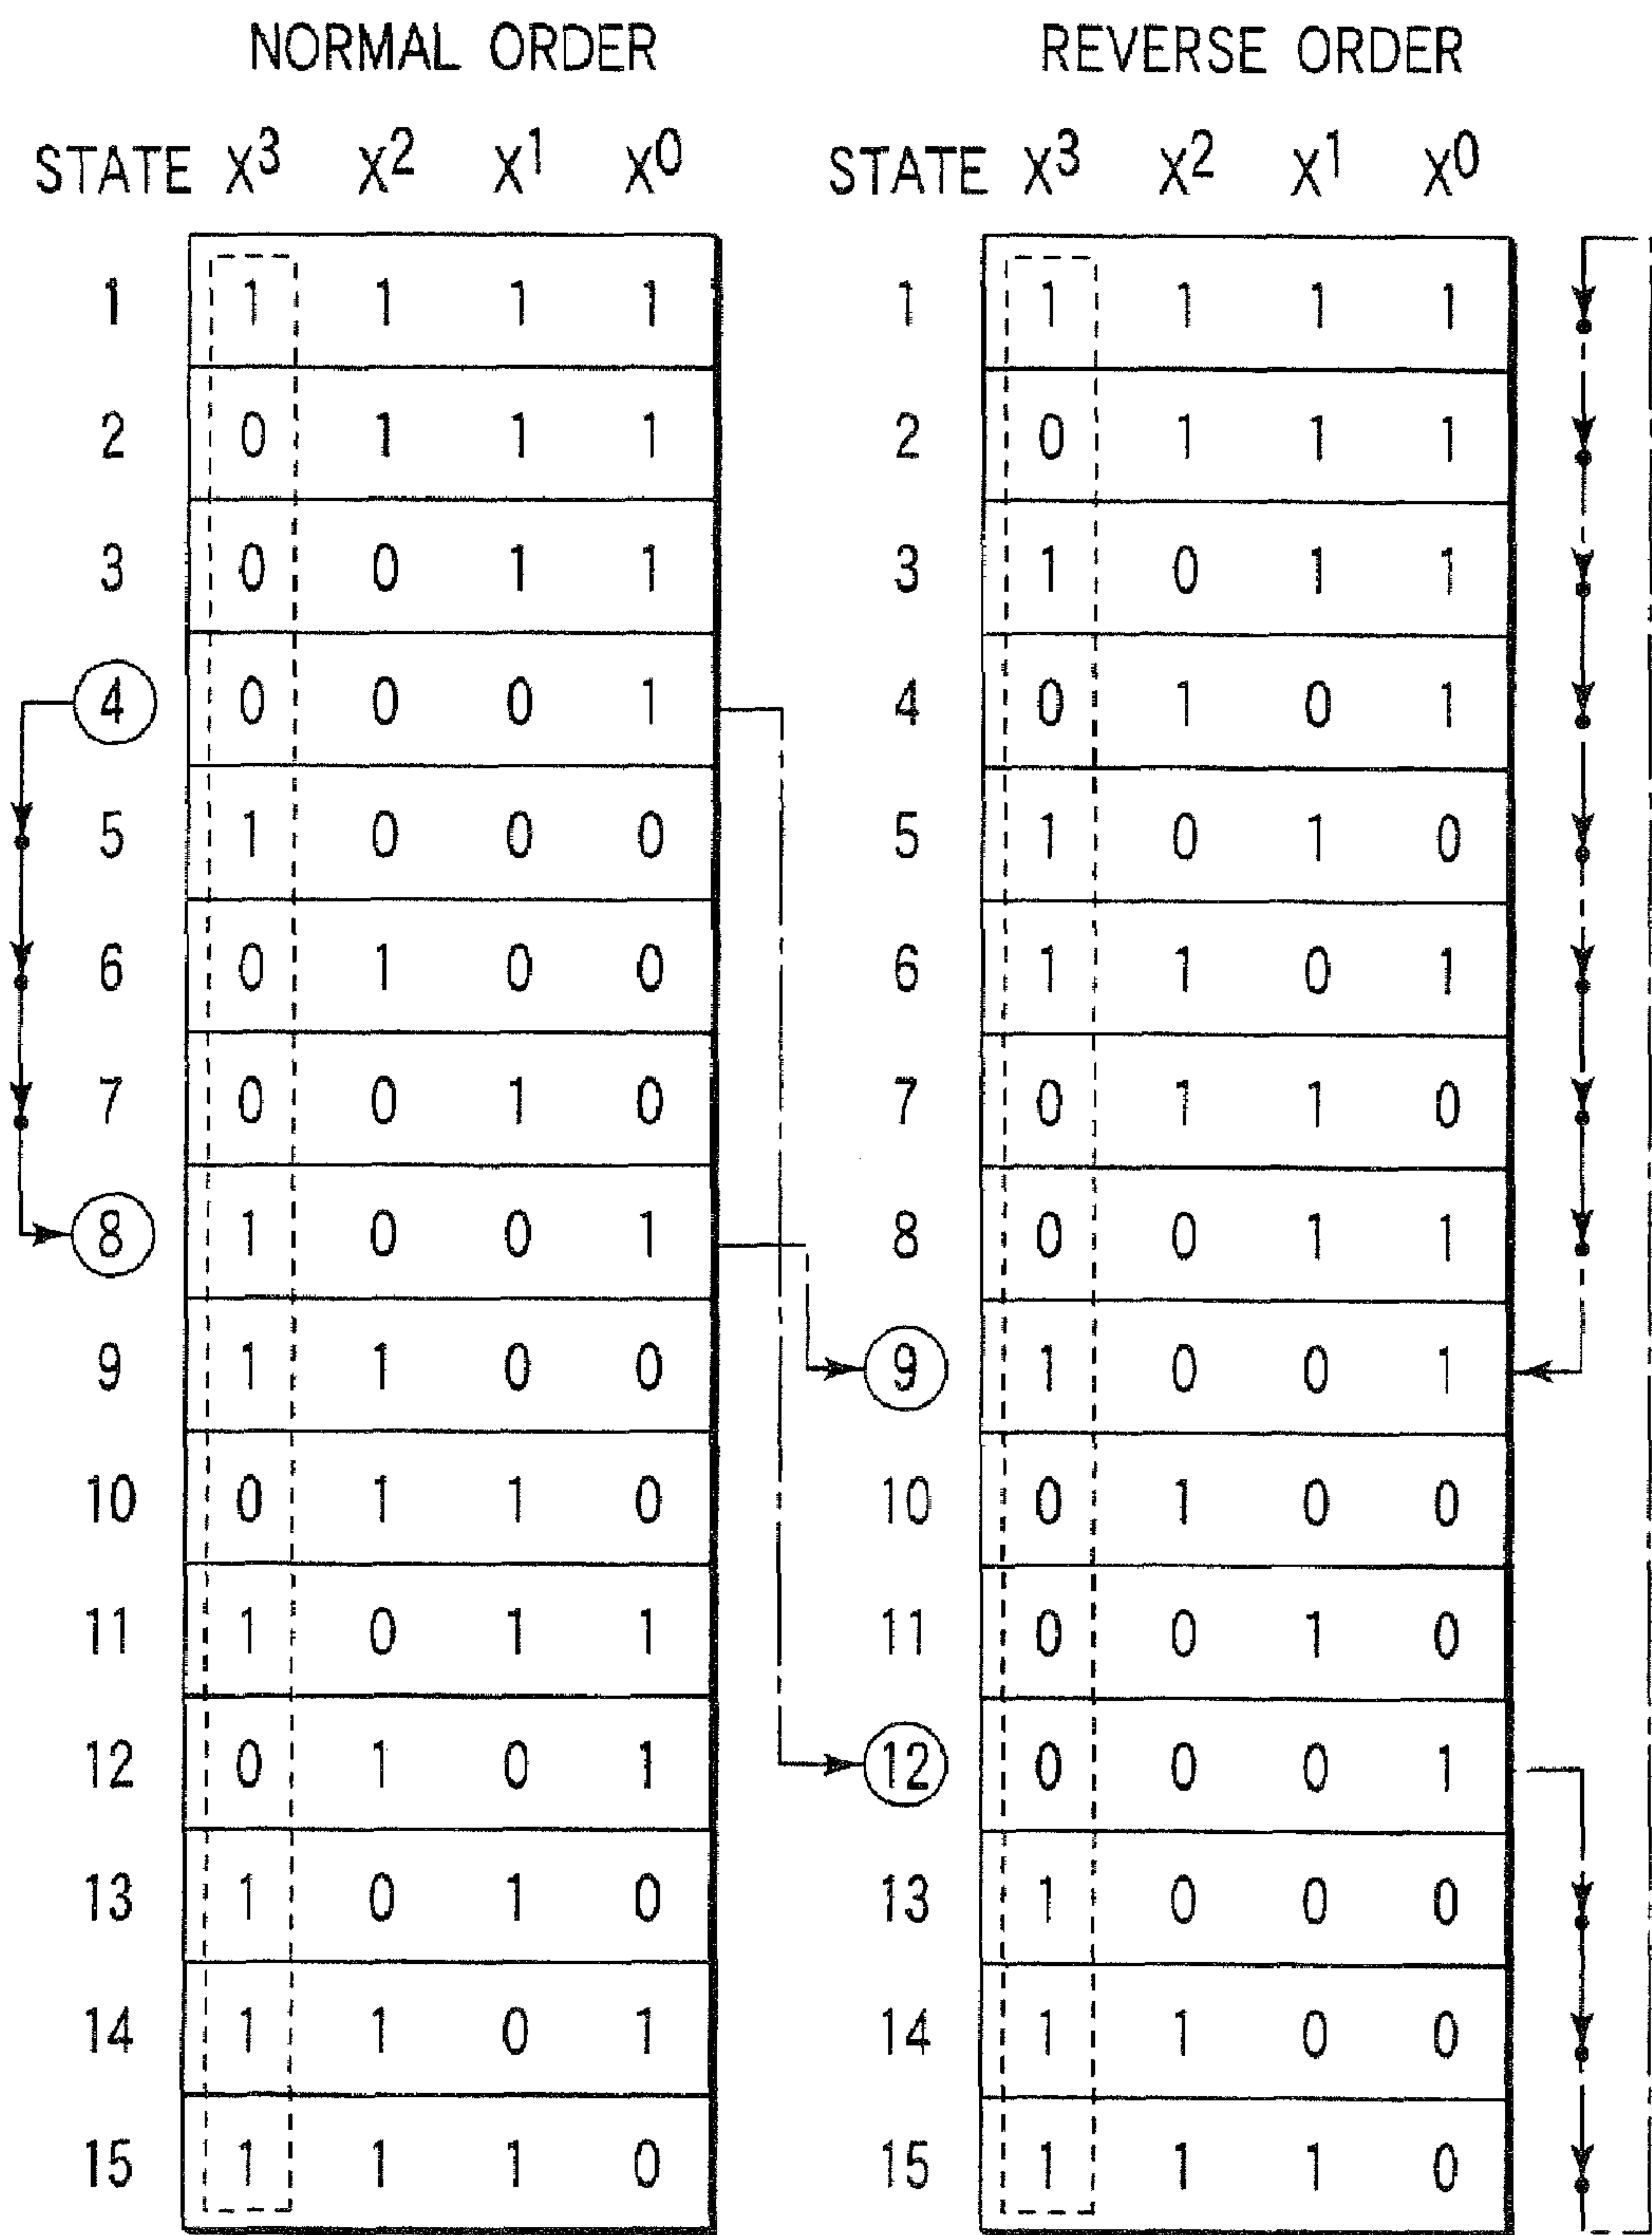 NORMAL ORDER REVERSE ORDER
STATE X3 X2 X1 X0 STATE X3 X2 X1 X0
1 1 1 1 1 1 1 1 1 1
2 0 1 1 1 2 0 1 1 1
3 0 0 1 1 3 1 0 1 1
4 0 0 0 1 4 0 1 0 1
5 1 0 0 0 5 1 0 1 0
6 0 1 0 0 6 1 1 0 1
7 0 0 1 0 7 0 1 1 0
8 1 0 0 1 8 0 0 1 1
9 1 1 0 0 9 1 0 0 1
10 0 1 1 0 10 0 1 0 0
11 1 0 1 1 11 0 0 1 0
12 0 1 0 1 12 0 0 0 1
13 1 0 1 0 13 1 0 0 0
14 1 1 0 1 14 1 1 0 0
15 1 1 1 0 15 1 1 1 0